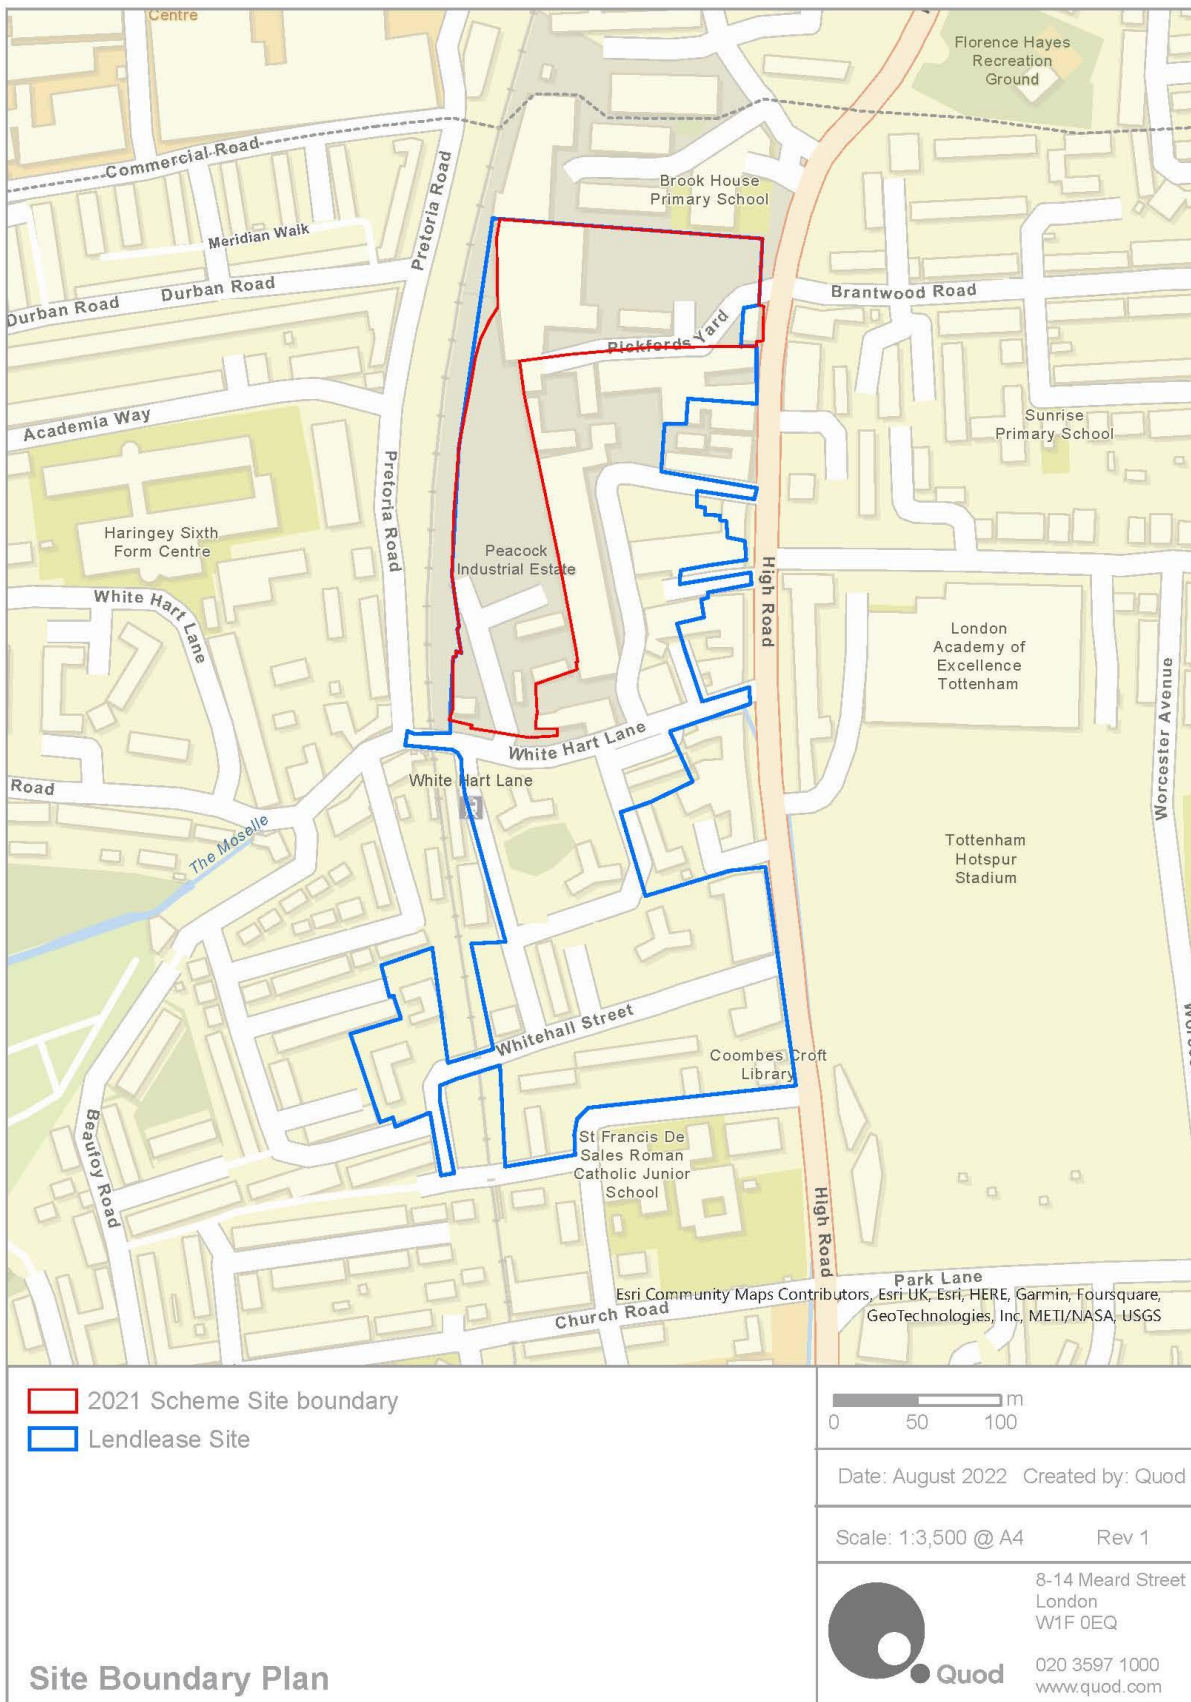 Centre
Florence Hayes
Recreation
Ground
Commercial Road
Pretoria Road
Brook House
Primary School
Meridian Walk
Durban Road
Durban Road
Brantwood Road
Pickfords Yard
Academia Way
Sunrise
Primary School
Pretoria Road
Haringey Sixth
Form Centre
Peacock
Industrial Estate
High Road
White Hart Lane
London
Academy of
Excellence
Tottenham
Worcester Avenue
White Hart Lane
White Hart Lane
Road
The Moselle
Tottenham
Hotspur
Stadium
Whitehall Street
Coombes Croft
Library
Beaufoy Road
St Francis De
Sales Roman
Catholic Junior
School
High Road
Park Lane
Esri Community Maps Contributors, Esri UK, Esri, HERE, Garmin, Foursquare,
GeoTechnologies, Inc, METI/NASA, USGS
Church Road
2021 Scheme Site boundary
Lendlease Site
m
0 50 100
Date: August 2022 Created by: Quod
Scale: 1:3,500 @ A4 Rev 1
8-14 Meard Street
London
W1F 0EQ
Quod
020 3597 1000
www.quod.com
Site Boundary Plan